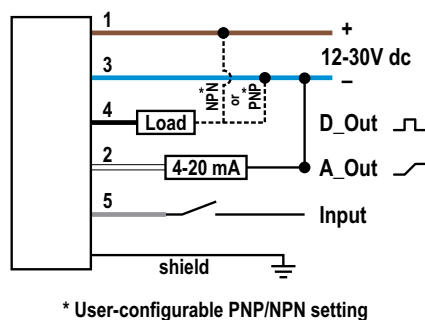 1
+
12-30V dc
3
–
* NPN
or
* PNP
4
Load
D_Out
2
4-20 mA
A_Out
5
Input
shield
* User-configurable PNP/NPN setting